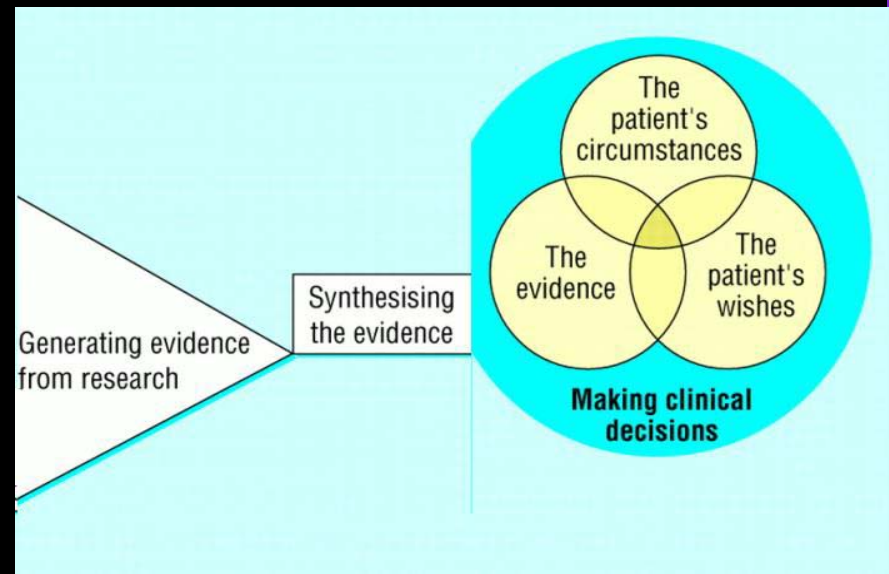 Generating evidence
from research
Synthesising
the evidence
The
patient's
circumstances
The
evidence
The
patient's
wishes
Making clinical
decisions